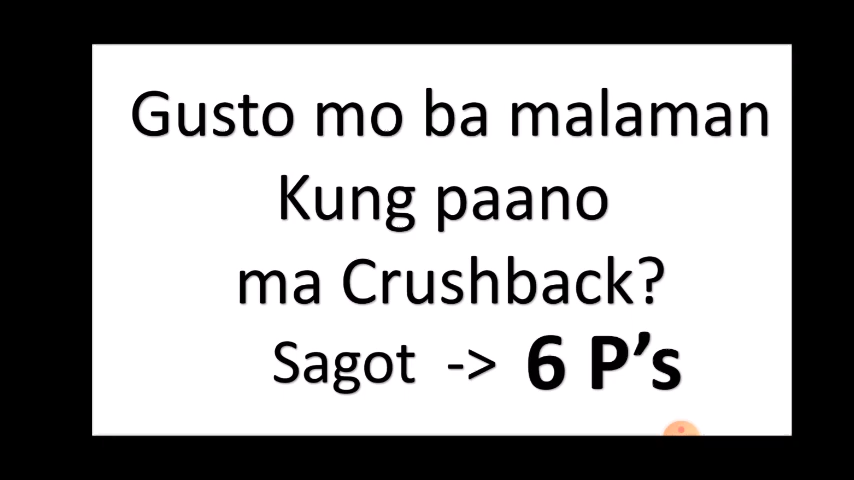 Gusto mo ba malaman
Kung paano
ma Crushback?
Sagot -> 6 P’s